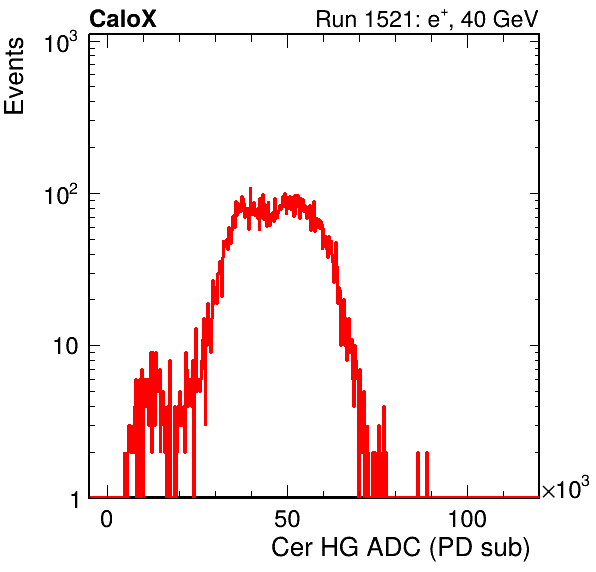 CaloX Run 1521: e⁺, 40 GeV
Events
10³
10²
10
1
0 50 100 ×10³
Cer HG ADC (PD sub)